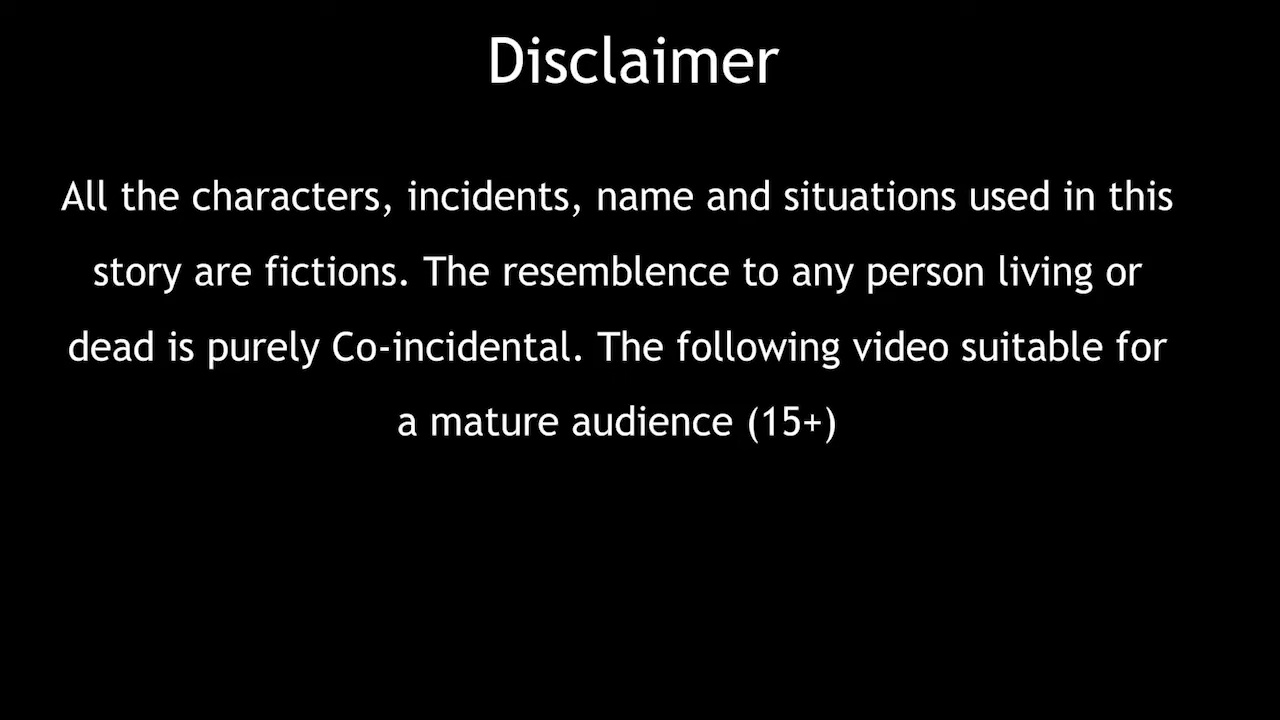 Disclaimer
All the characters, incidents, name and situations used in this
story are fictions. The resemblence to any person living or
dead is purely Co-incidental. The following video suitable for
a mature audience (15+)